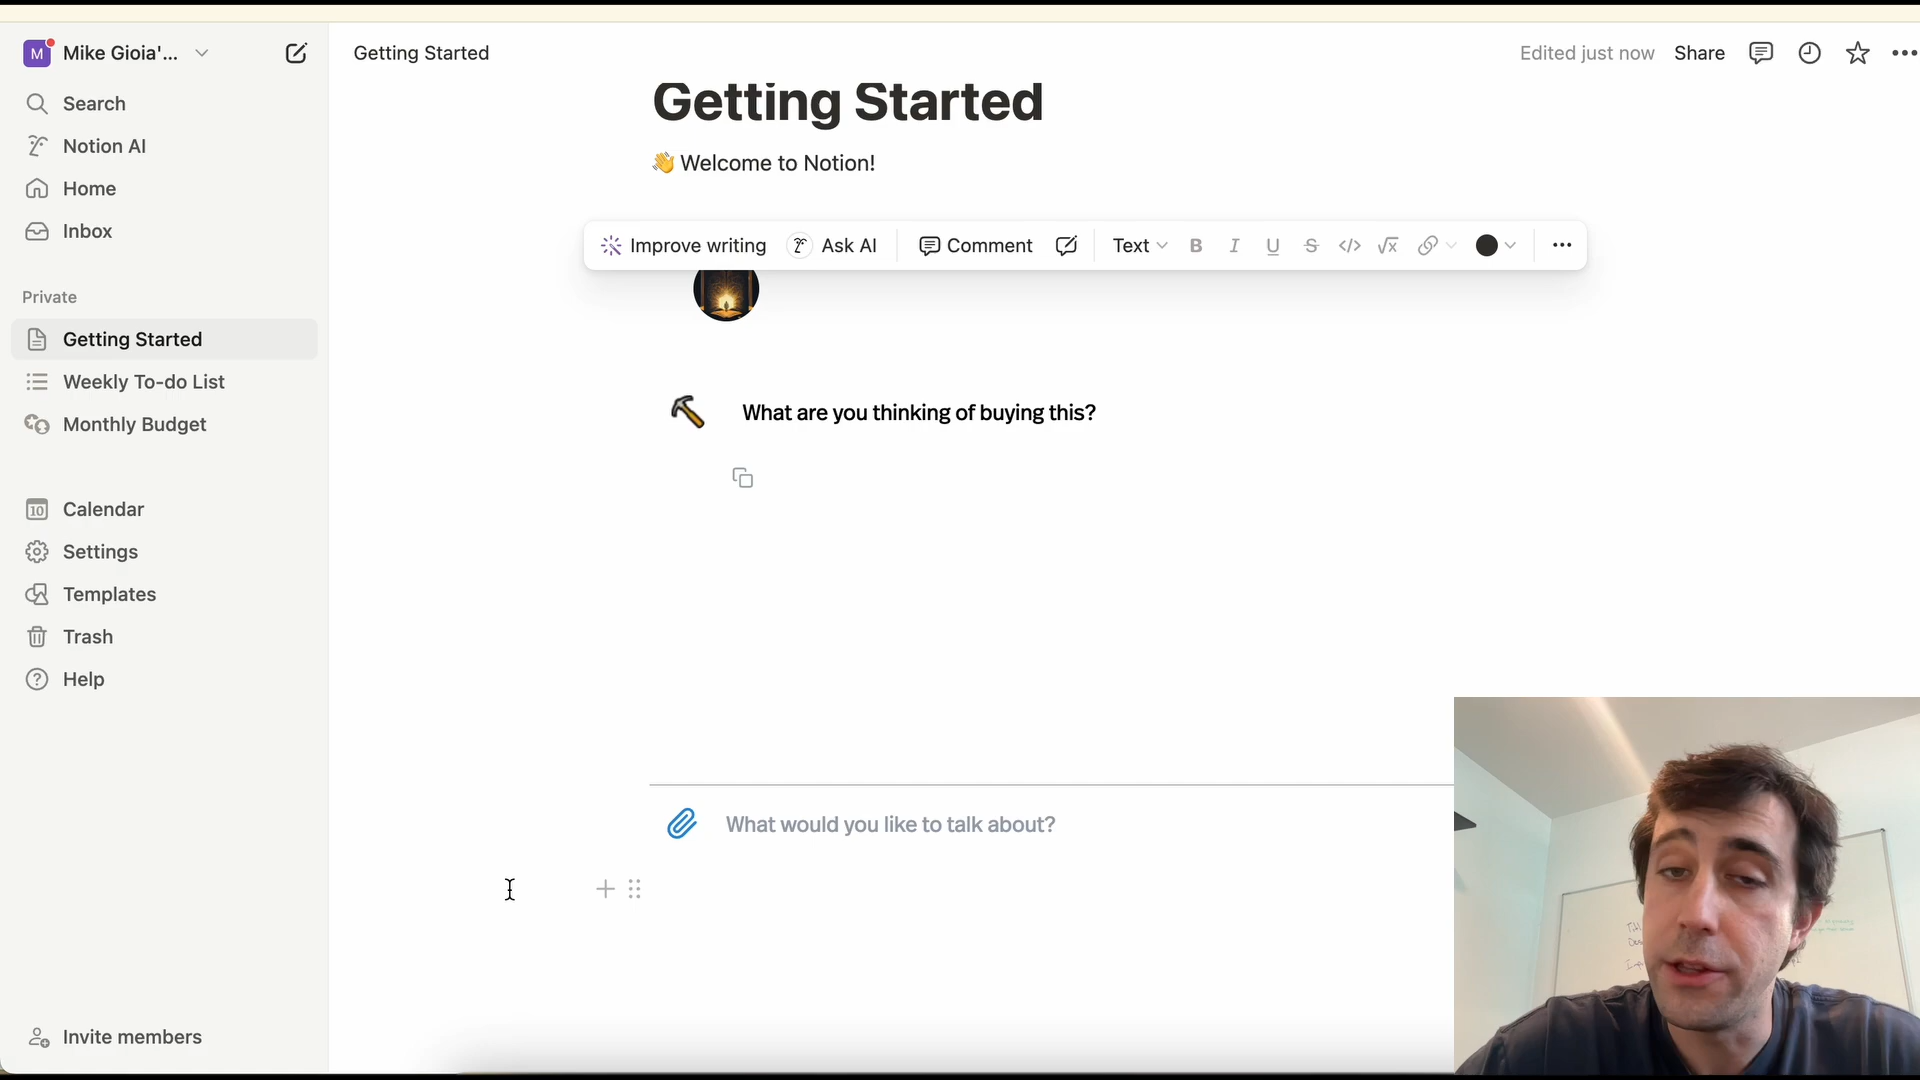 M Mike Gioia'...
Getting Started
Edited just now Share
Search
Notion AI
Home
Inbox
Private
Getting Started
Weekly To-do List
Monthly Budget
10 Calendar
Settings
Templates
Trash
Help
Invite members
Getting Started
👋 Welcome to Notion!
Improve writing Ask AI Comment Text B I U S </> √x
What are you thinking of buying this?
What would you like to talk about?